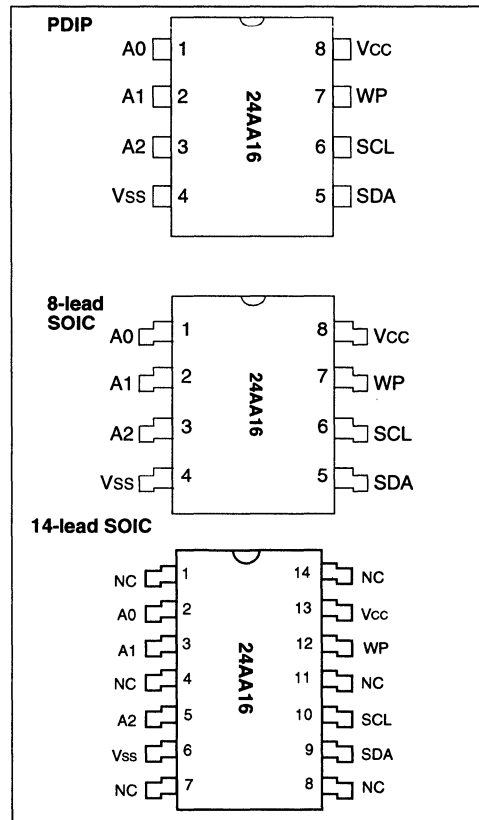 PDIP
A0 1 8 Vcc
A1 2 7 WP
24AA16
A2 3 6 SCL
Vss 4 5 SDA
8-lead
SOIC
A0 1 8 Vcc
A1 2 7 WP
24AA16
A2 3 6 SCL
Vss 4 5 SDA
14-lead SOIC
NC 1 14 NC
A0 2 13 Vcc
A1 3 12 WP
NC 4 11 NC
24AA16
A2 5 10 SCL
Vss 6 9 SDA
NC 7 8 NC